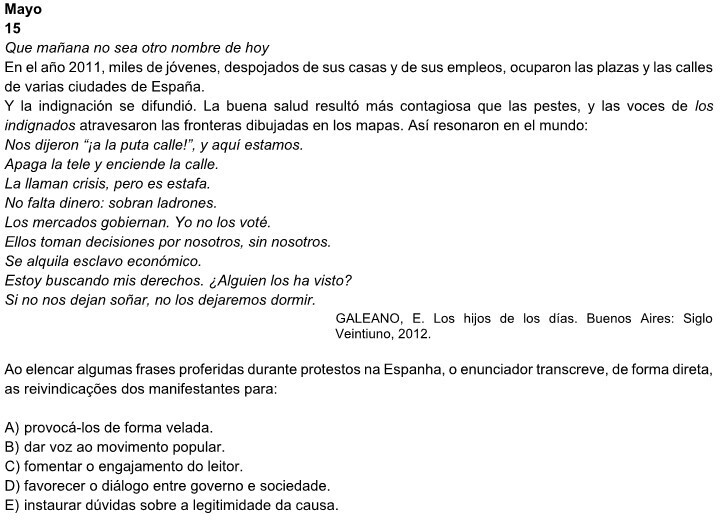 Mayo
15
Que mañana no sea otro nombre de hoy
En el año 2011, miles de jóvenes, despojados de sus casas y de sus empleos, ocuparon las plazas y las calles
de varias ciudades de España.
Y la indignación se difundió. La buena salud resultó más contagiosa que las pestes, y las voces de los
indignados atravesaron las fronteras dibujadas en los mapas. Así resonaron en el mundo:
Nos dijeron “¡a la puta calle!”, y aquí estamos.
Apaga la tele y enciende la calle.
La llaman crisis, pero es estafa.
No falta dinero: sobran ladrones.
Los mercados gobiernan. Yo no los voté.
Ellos toman decisiones por nosotros, sin nosotros.
Se alquila esclavo económico.
Estoy buscando mis derechos. ¿Alguien los ha visto?
Si no nos dejan soñar, no los dejaremos dormir.
GALEANO, E. Los hijos de los días. Buenos Aires: Siglo
Veintiuno, 2012.
Ao elencar algumas frases proferidas durante protestos na Espanha, o enunciador transcreve, de forma direta,
as reivindicações dos manifestantes para:
A) provocá-los de forma velada.
B) dar voz ao movimento popular.
C) fomentar o engajamento do leitor.
D) favorecer o diálogo entre governo e sociedade.
E) instaurar dúvidas sobre a legitimidade da causa.